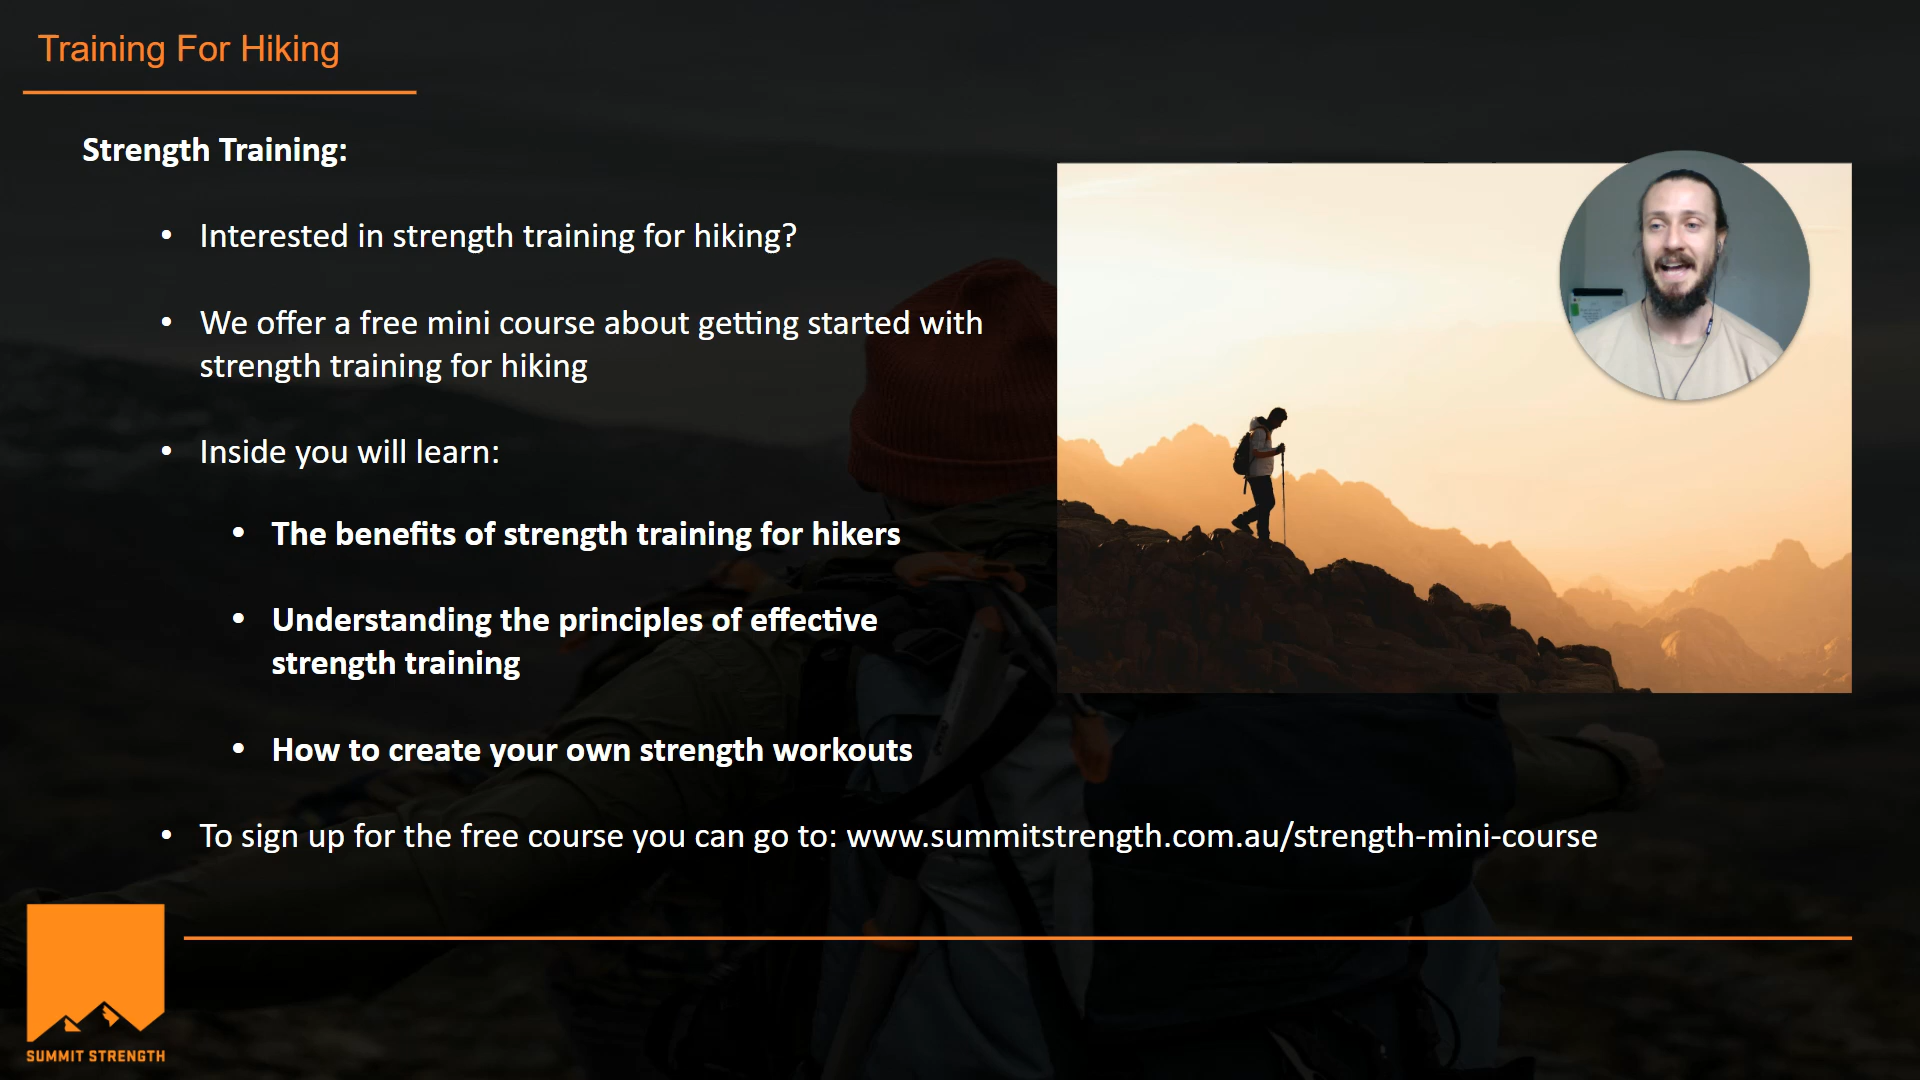 Training For Hiking
Strength Training:
• Interested in strength training for hiking?
• We offer a free mini course about getting started with
strength training for hiking
• Inside you will learn:
• The benefits of strength training for hikers
• Understanding the principles of effective
strength training
• How to create your own strength workouts
• To sign up for the free course you can go to: www.summitstrength.com.au/strength-mini-course
SUMMIT STRENGTH